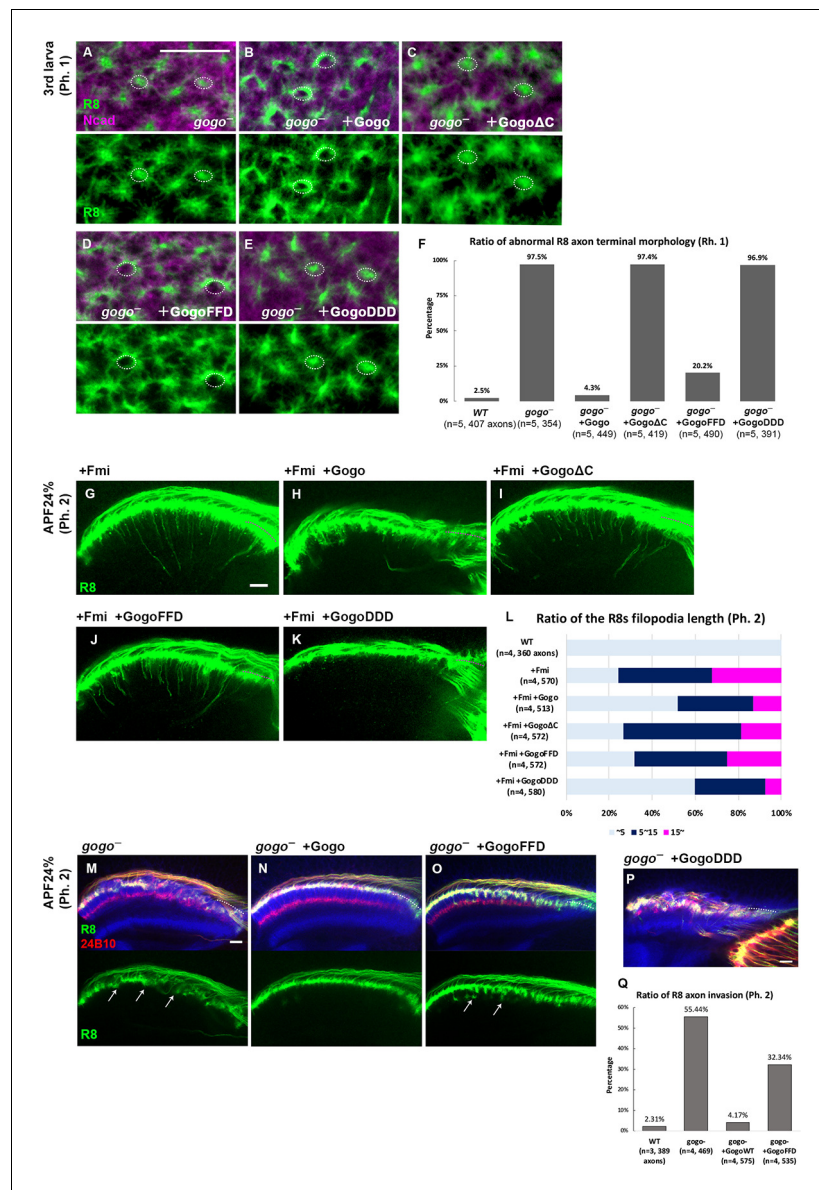 3rd larva
(Ph. 1)
A
R8
Ncad
gogo⁻
B
gogo⁻ +Gogo
C
gogo⁻ +GogoΔC
R8
D
gogo⁻ +GogoFFD
E
gogo⁻ +GogoDDD
F
Ratio of abnormal R8 axon terminal morphology (Rh. 1)
Percentage
100%
75%
50%
25%
0%
2.5%
97.5%
4.3%
97.4%
20.2%
96.9%
WT
(n=5, 407 axons)
gogo⁻
(n=5, 354)
gogo⁻
+Gogo
(n=5, 449)
gogo⁻
+GogoΔC
(n=5, 419)
gogo⁻
+GogoFFD
(n=5, 490)
gogo⁻
+GogoDDD
(n=5, 391)
APF24%
(Ph. 2)
+Fmi
G
R8
+Fmi +Gogo
H
+Fmi +GogoΔC
I
+Fmi +GogoFFD
J
+Fmi +GogoDDD
K
L
Ratio of the R8s filopodia length (Ph. 2)
WT
(n=4, 360 axons)
+Fmi
(n=4, 570)
+Fmi +Gogo
(n=4, 513)
+Fmi +GogoΔC
(n=4, 572)
+Fmi +GogoFFD
(n=4, 572)
+Fmi +GogoDDD
(n=4, 580)
0% 20% 40% 60% 80% 100%
~5 5~15 15~
APF24%
(Ph. 2)
gogo⁻
M
R8
24B10
gogo⁻ +Gogo
N
gogo⁻ +GogoFFD
O
R8
gogo⁻ +GogoDDD
P
Q
Ratio of R8 axon invasion (Ph. 2)
Percentage
60%
50%
40%
30%
20%
10%
0%
2.31%
55.44%
4.17%
32.34%
WT
(n=3, 389
axons)
gogo-
(n=4, 469)
gogo-
+GogoWT
(n=4, 575)
gogo-
+GogoFFD
(n=4, 535)